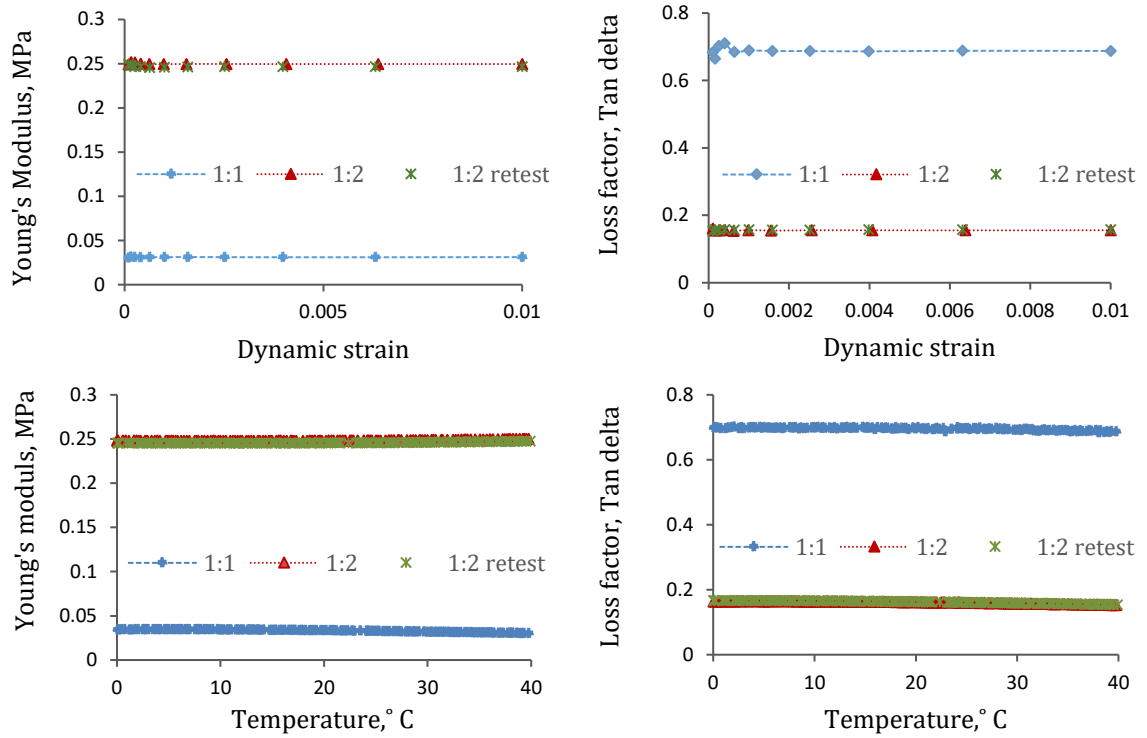 Young's Modulus, MPa
0.3
0.25
0.2
0.15
0.1
0.05
0
1:1 1:2 1:2 retest
0 0.005 0.01
Dynamic strain
Loss factor, Tan delta
0.8
0.6
0.4
0.2
0
1:1 1:2 1:2 retest
0 0.002 0.004 0.006 0.008 0.01
Dynamic strain
Young's moduls, MPa
0.3
0.25
0.2
0.15
0.1
0.05
0
1:1 1:2 1:2 retest
0 10 20 30 40
Temperature,° C
Loss factor, Tan delta
0.8
0.6
0.4
0.2
0
1:1 1:2 1:2 retest
0 10 20 30 40
Temperature,° C